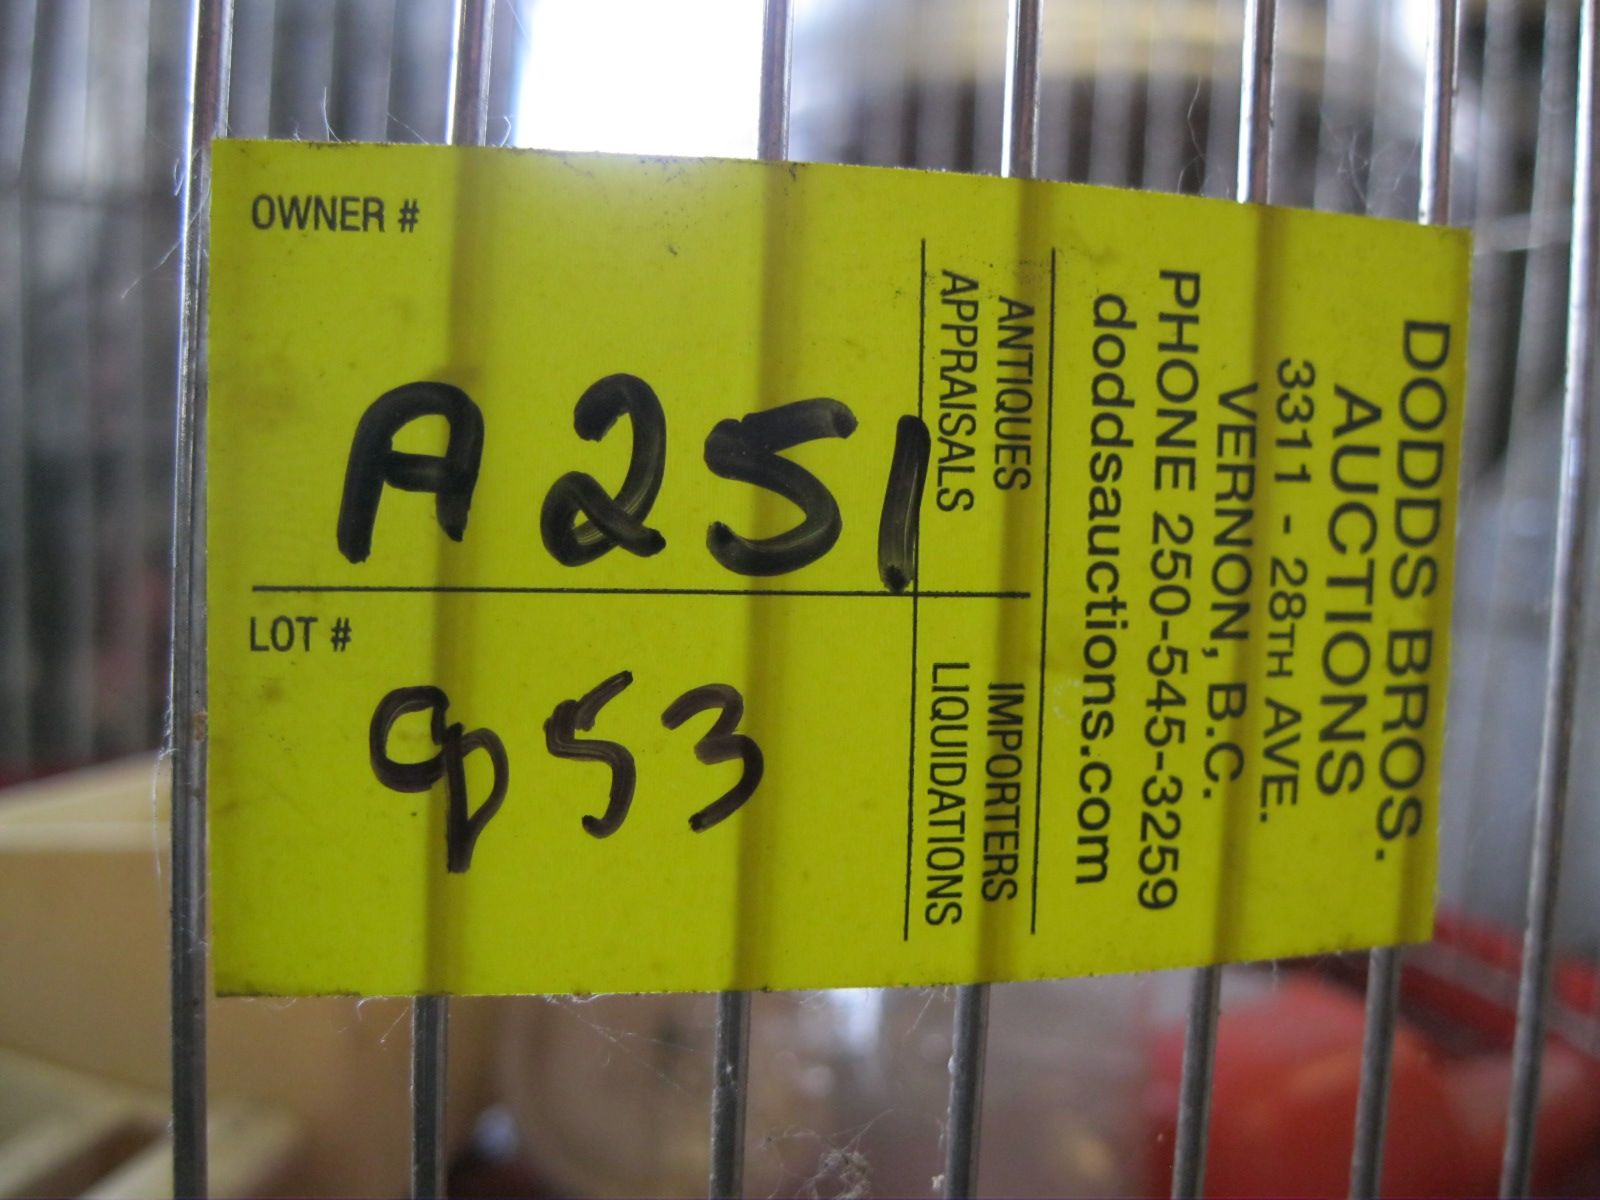 OWNER #
A251
LOT #
953
ANTIQUES
APPRAISALS
IMPORTERS
LIQUIDATIONS
DODDS BROS.
AUCTIONS
3311 - 28TH AVE.
VERNON, B.C.
PHONE 250-545-3259
doddsauctions.com